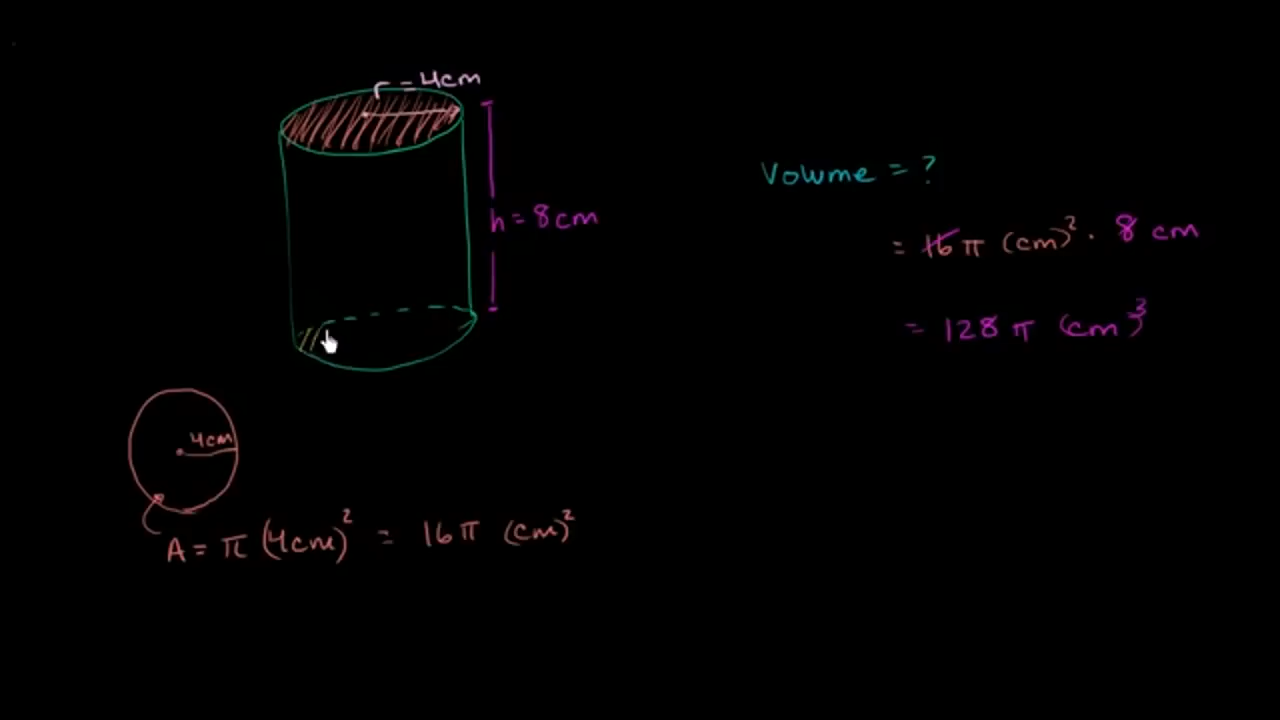 r = 4cm
h = 8cm
Volume = ?
= 16π (cm)² · 8 cm
= 128 π (cm)³
4cm
A = π (4cm)² = 16π (cm)²